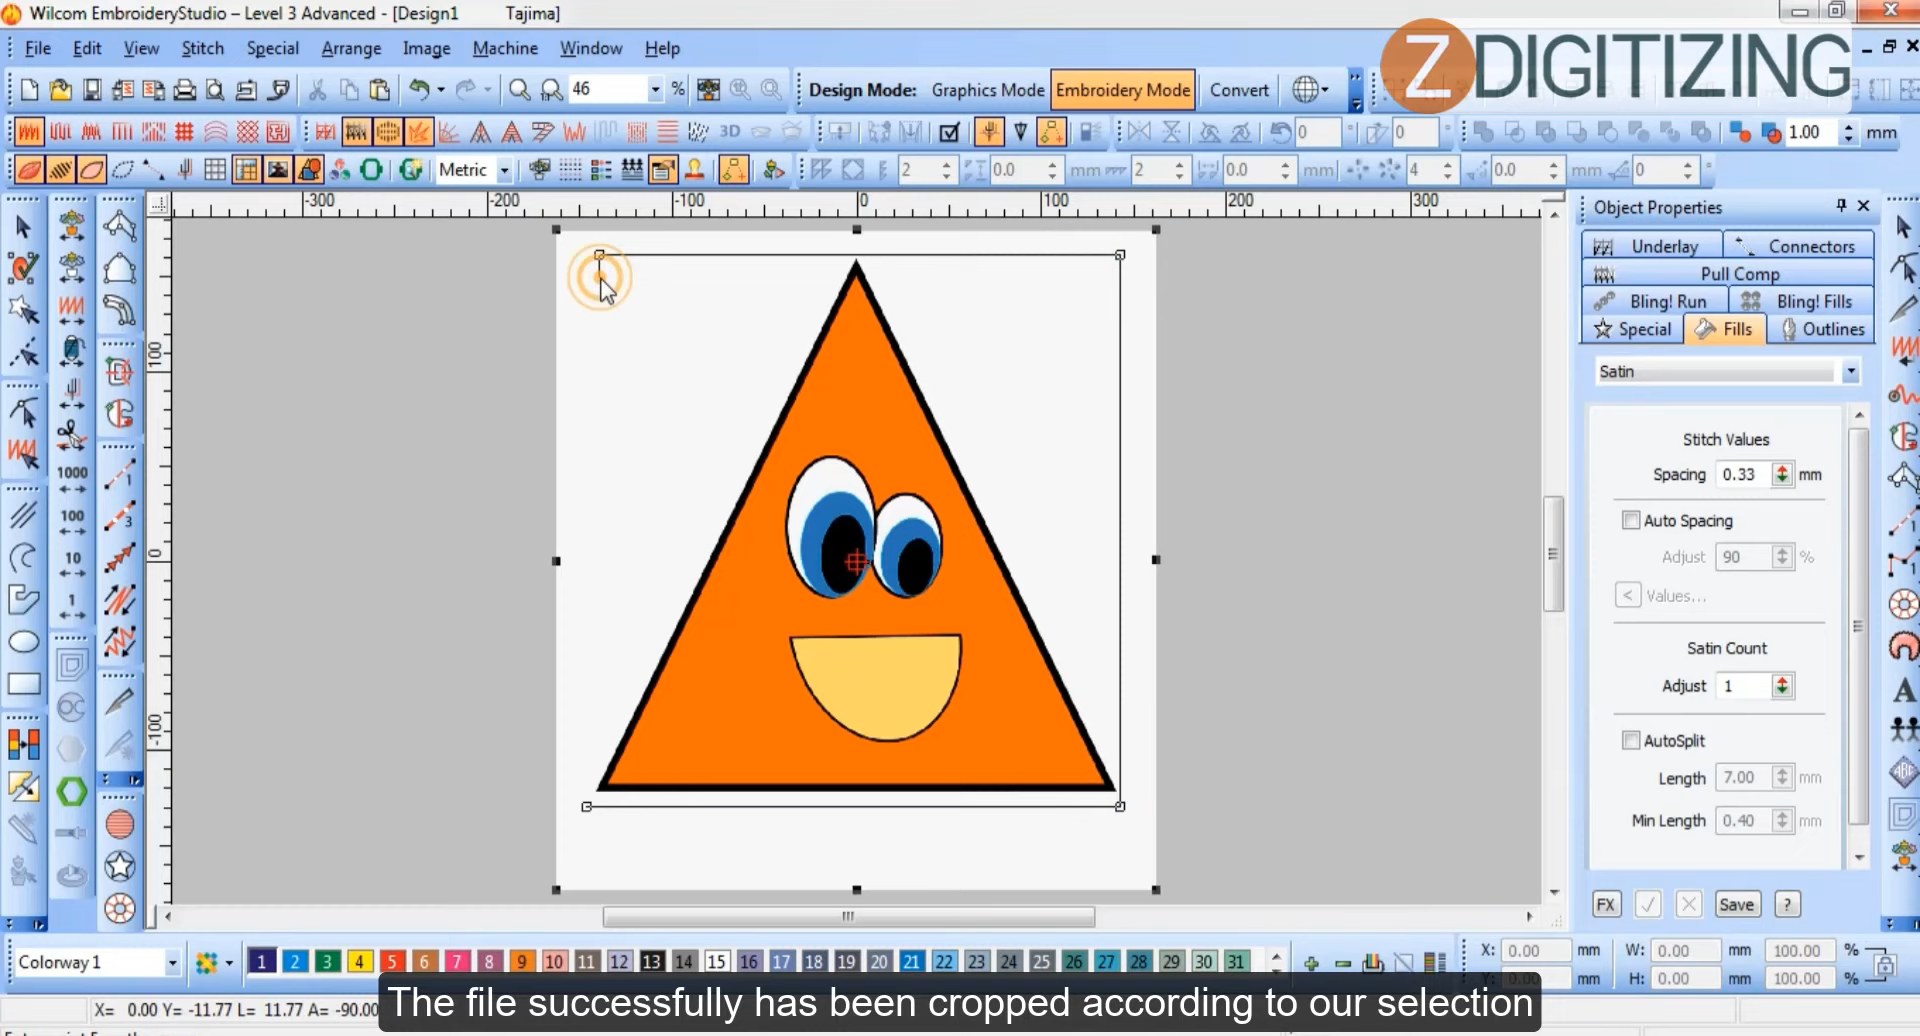 Wilcom EmbroideryStudio – Level 3 Advanced - [Design1 Tajima]
File Edit View Stitch Special Arrange Image Machine Window Help
ZDIGITIZING
46 % Design Mode: Graphics Mode Embroidery Mode Convert
3D 0 ° 0 ° 1.00 mm
Metric 2 0.0 mm 2 0.0 mm 4 0.0 mm 0 °
-300 -200 -100 0 100 200 300
100
0
-100
1000
100
10
1
1
3
Object Properties
Underlay Connectors
Pull Comp
Bling! Run Bling! Fills
Special Fills Outlines
Satin
Stitch Values
Spacing 0.33 mm
Auto Spacing
Adjust 90 %
< Values...
Satin Count
Adjust 1
AutoSplit
Length 7.00 mm
Min Length 0.40 mm
FX Save ?
Colorway 1
1 2 3 4 5 6 7 8 9 10 11 12 13 14 15 16 17 18 19 20 21 22 23 24 25 26 27 28 29 30 31
X: 0.00 mm W: 0.00 mm 100.00 %
Y: 0.00 mm H: 0.00 mm 100.00 %
X= 0.00 Y= -11.77 L= 11.77 A= -90.00
The file successfully has been cropped according to our selection